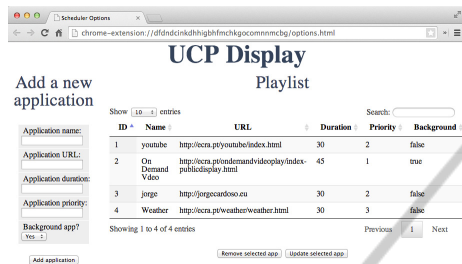 Scheduler Options
chrome-extension://dfdndcinkdhhigbhfmchkgocomnnmcbg/options.html
UCP Display
Add a new
application
Application name:
Application URL:
Application duration:
Application priority:
Background app?
Yes
Add application
Playlist
Show 10 entries
Search:
ID Name URL Duration Priority Background
1 youtube http://ecra.pt/youtube/index.html 30 2 false
2 On Demand Vdeo http://ecra.pt/ondemandvideoplay/index-publicdisplay.html 45 1 true
3 jorge http://jorgecardoso.eu 30 2 false
4 Weather http://ecra.pt/weather/weather.html 30 3 false
Showing 1 to 4 of 4 entries
Previous 1 Next
Remove selected app Update selected app